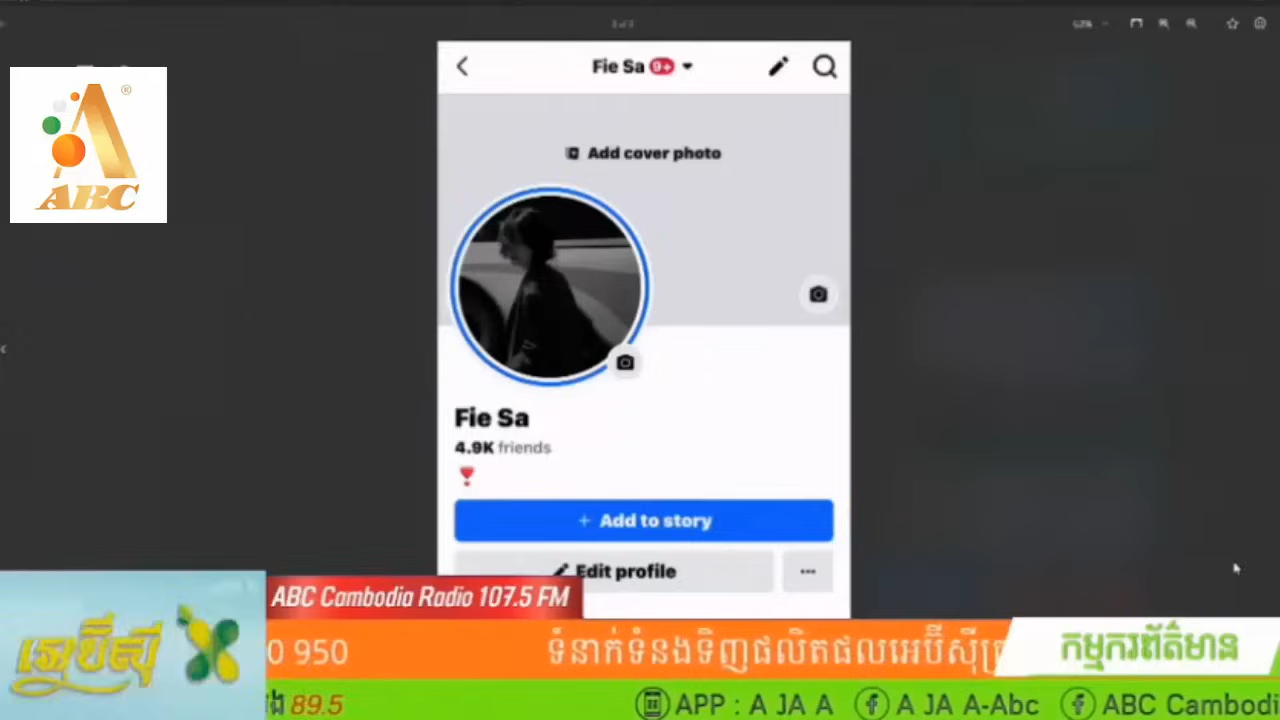 Fie Sa 9+
Add cover photo
Fie Sa
4.9K friends
+ Add to story
Edit profile
ABC
®
ABC Cambodia Radio 107.5 FM
អេប៊ីស៊ី
0 950
ទំនាក់ទំនងទិញផលិតផលអេប៊ីស៊ី
កម្មការព័ត៌មាន
89.5
APP : A JA A
A JA A-Abc
ABC Cambodi